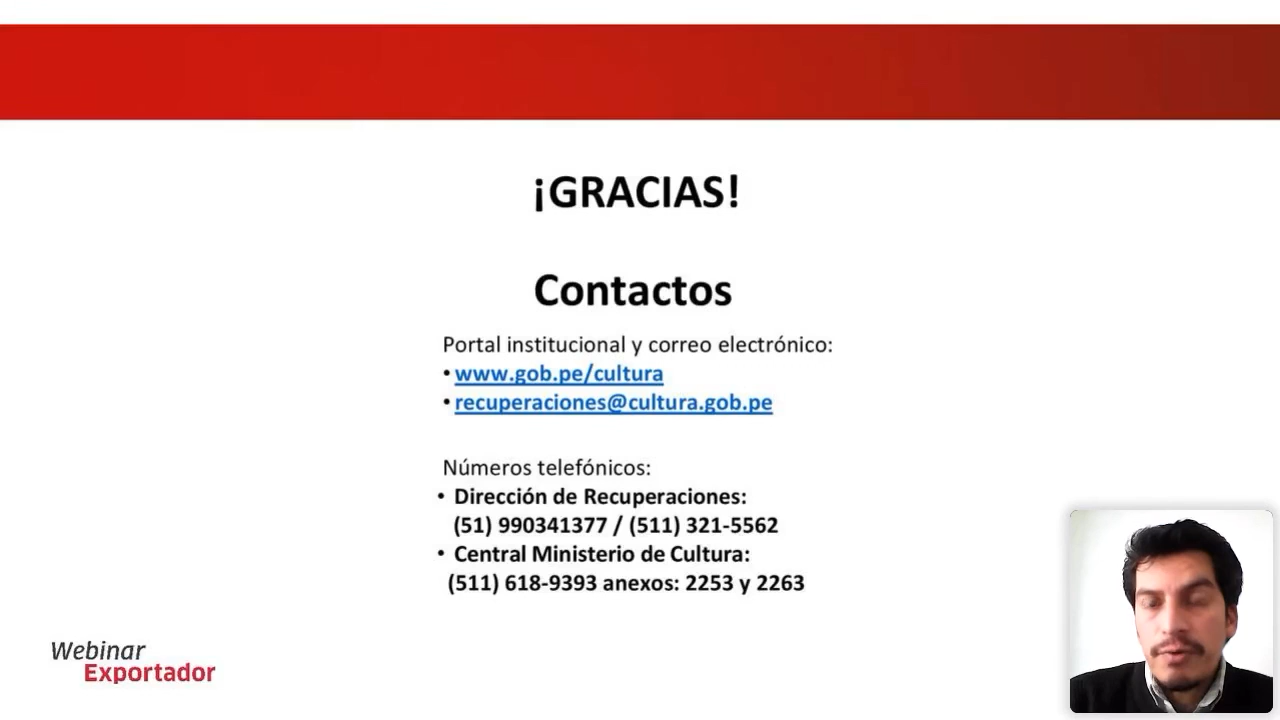 ¡GRACIAS!
Contactos
Portal institucional y correo electrónico:
• www.gob.pe/cultura
• recuperaciones@cultura.gob.pe
Números telefónicos:
• Dirección de Recuperaciones:
(51) 990341377 / (511) 321-5562
• Central Ministerio de Cultura:
(511) 618-9393 anexos: 2253 y 2263
Webinar
Exportador